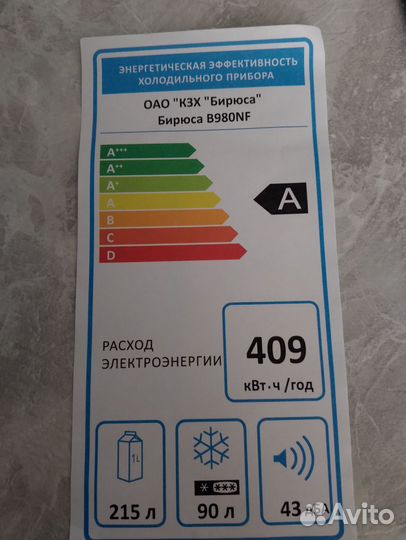 ЭНЕРГЕТИЧЕСКАЯ ЭФФЕКТИВНОСТЬ
ХОЛОДИЛЬНОГО ПРИБОРА
ОАО "КЗХ "Бирюса"
Бирюса B980NF
A+++
A++
A+
A
B
C
D
A
РАСХОД
ЭЛЕКТРОЭНЕРГИИ
409
кВт·ч /год
1L
215 л
90 л
43 дБА
Avito